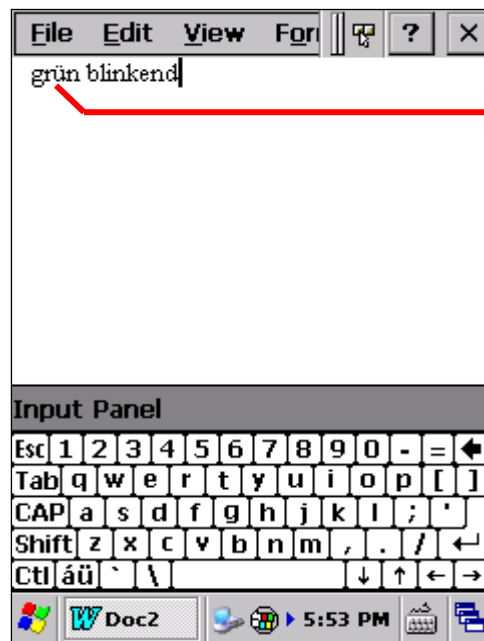 File Edit View For ? ×
grün blinkend
Input Panel
Esc 1 2 3 4 5 6 7 8 9 0 - =
Tab q w e r t y u i o p [ ]
CAP a s d f g h j k l ; '
Shift z x c v b n m , . /
Ctl áü ` \ ↓ ↑ ← →
W Doc2 5:53 PM